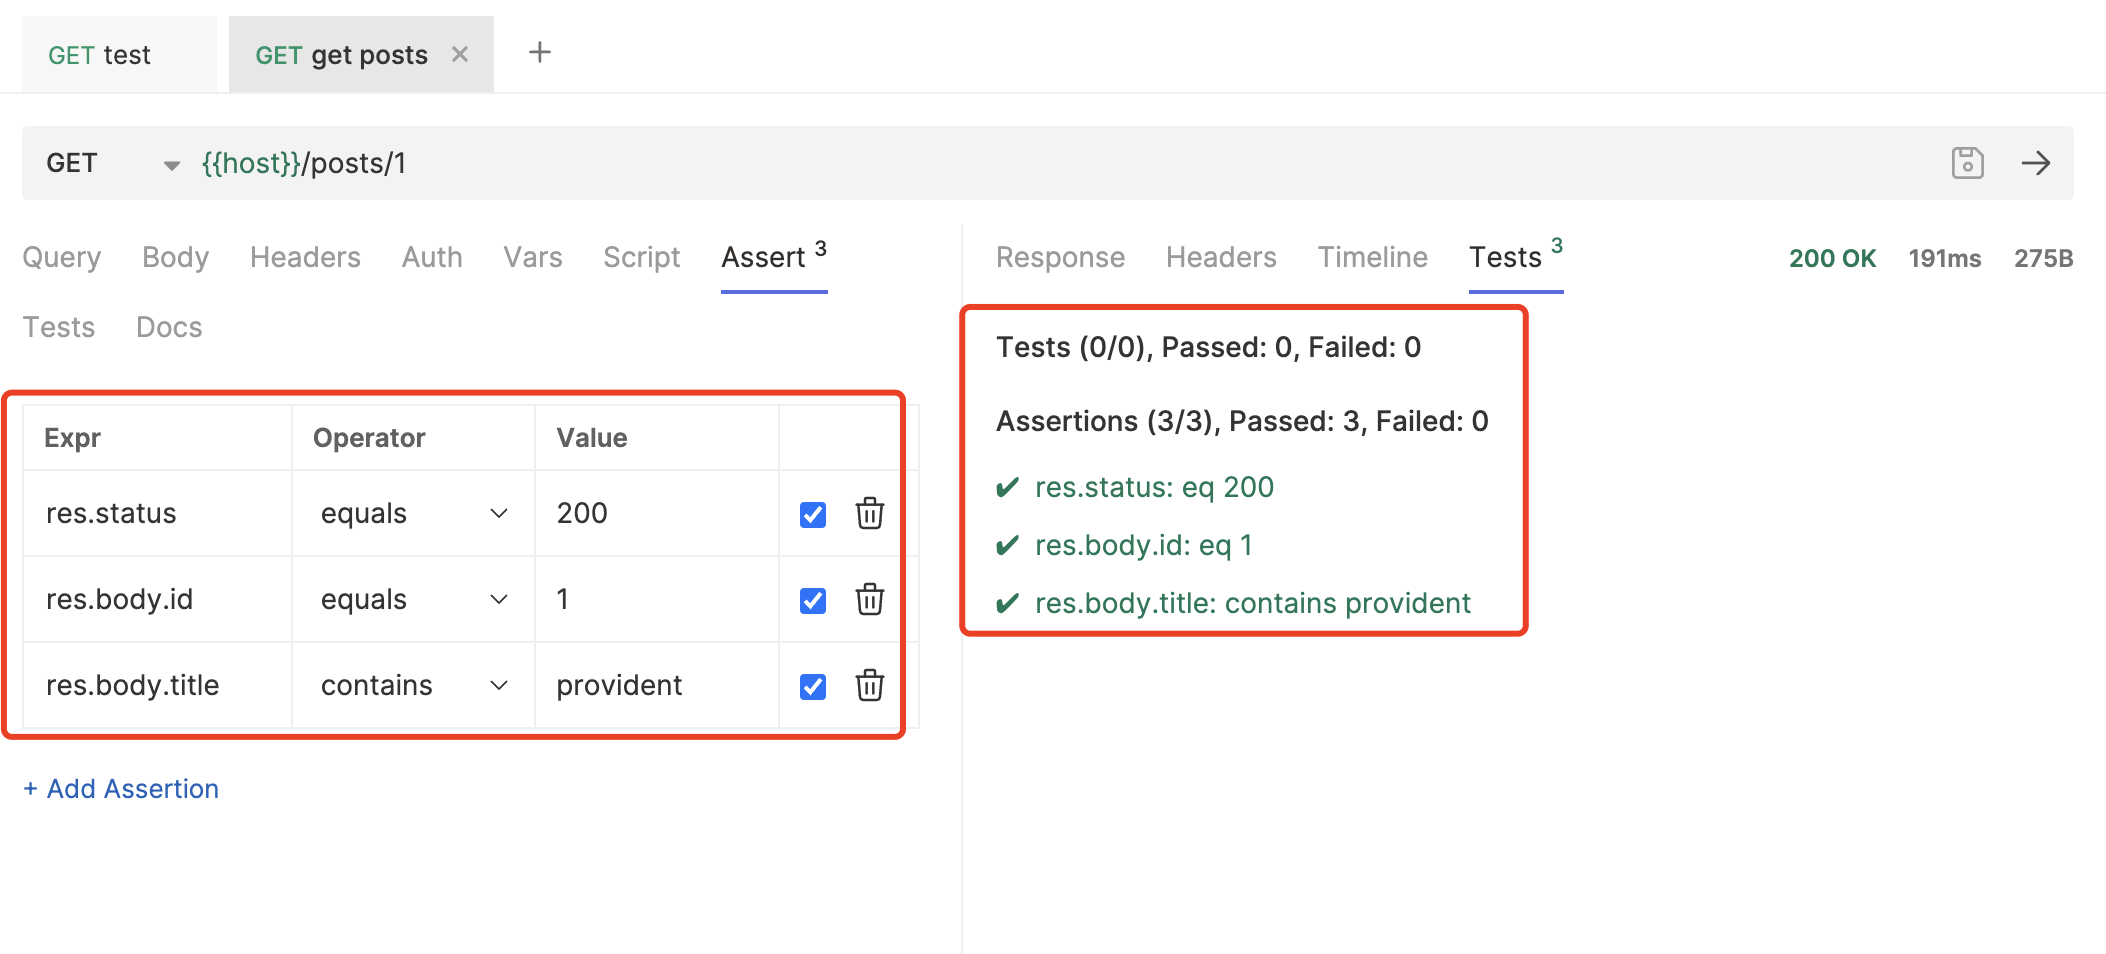 GET test
GET get posts
GET {{host}}/posts/1
Query Body Headers Auth Vars Script Assert 3
Tests Docs
Expr Operator Value
res.status equals 200
res.body.id equals 1
res.body.title contains provident
+ Add Assertion
Response Headers Timeline Tests 3 200 OK 191ms 275B
Tests (0/0), Passed: 0, Failed: 0
Assertions (3/3), Passed: 3, Failed: 0
✔ res.status: eq 200
✔ res.body.id: eq 1
✔ res.body.title: contains provident